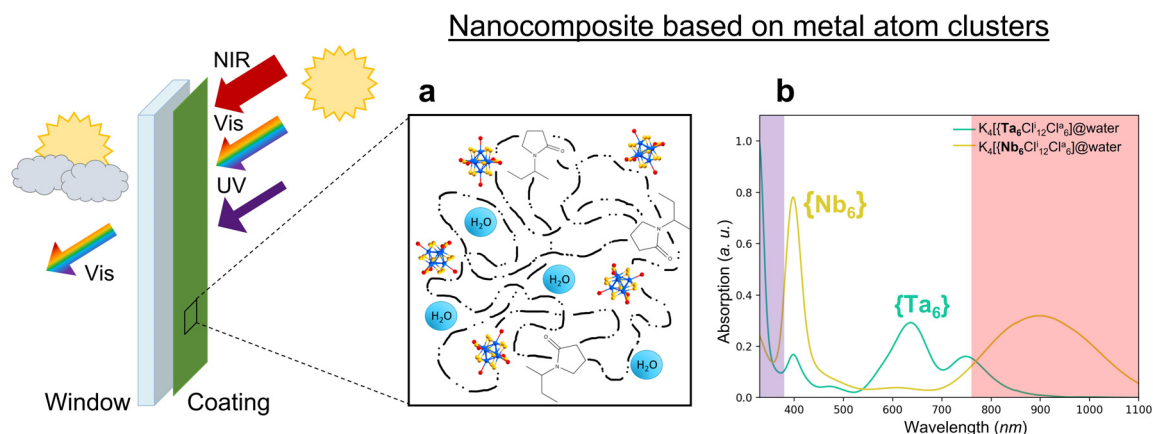 Nanocomposite based on metal atom clusters
NIR
Vis
UV
Vis
Window
Coating
a
H₂O
H₂O
H₂O
H₂O
N
O
N
O
N
O
b
K₄[{Ta₆Clⁱ₁₂Clᵃ₆]@water
K₄[{Nb₆Clⁱ₁₂Clᵃ₆]@water
{Nb₆}
{Ta₆}
Absorption (a. u.)
1.0
0.8
0.6
0.4
0.2
0.0
400
500
600
700
800
900
1000
1100
Wavelength (nm)